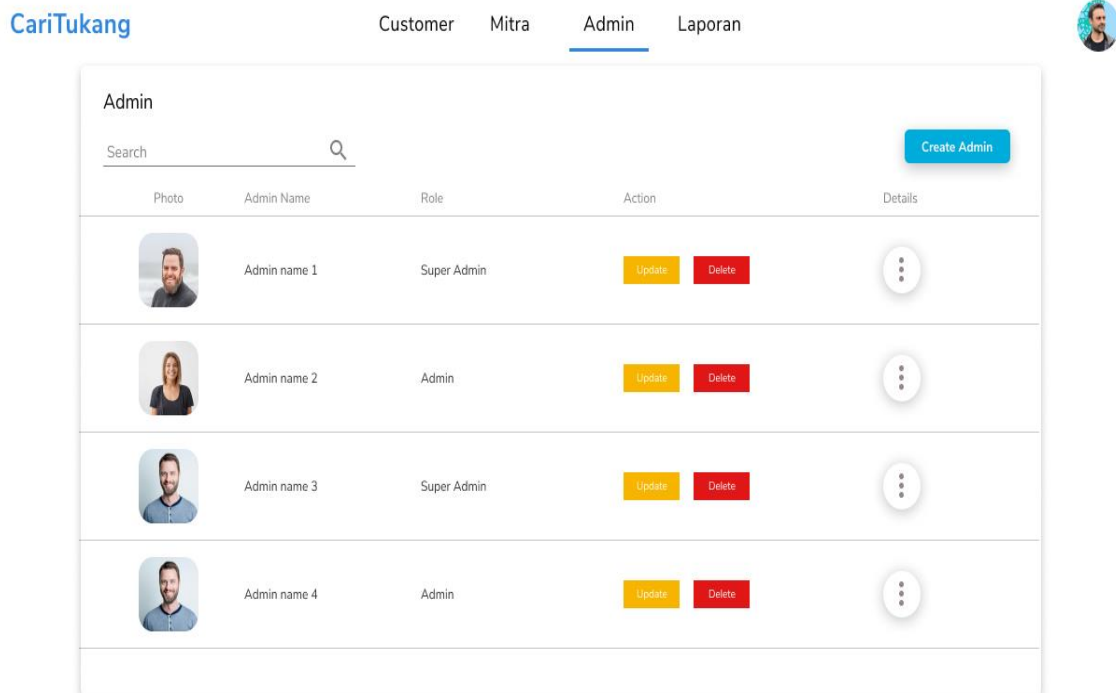 CariTukang Customer Mitra Admin Laporan
Admin
Search Create Admin
Photo Admin Name Role Action Details
Admin name 1 Super Admin Update Delete
Admin name 2 Admin Update Delete
Admin name 3 Super Admin Update Delete
Admin name 4 Admin Update Delete